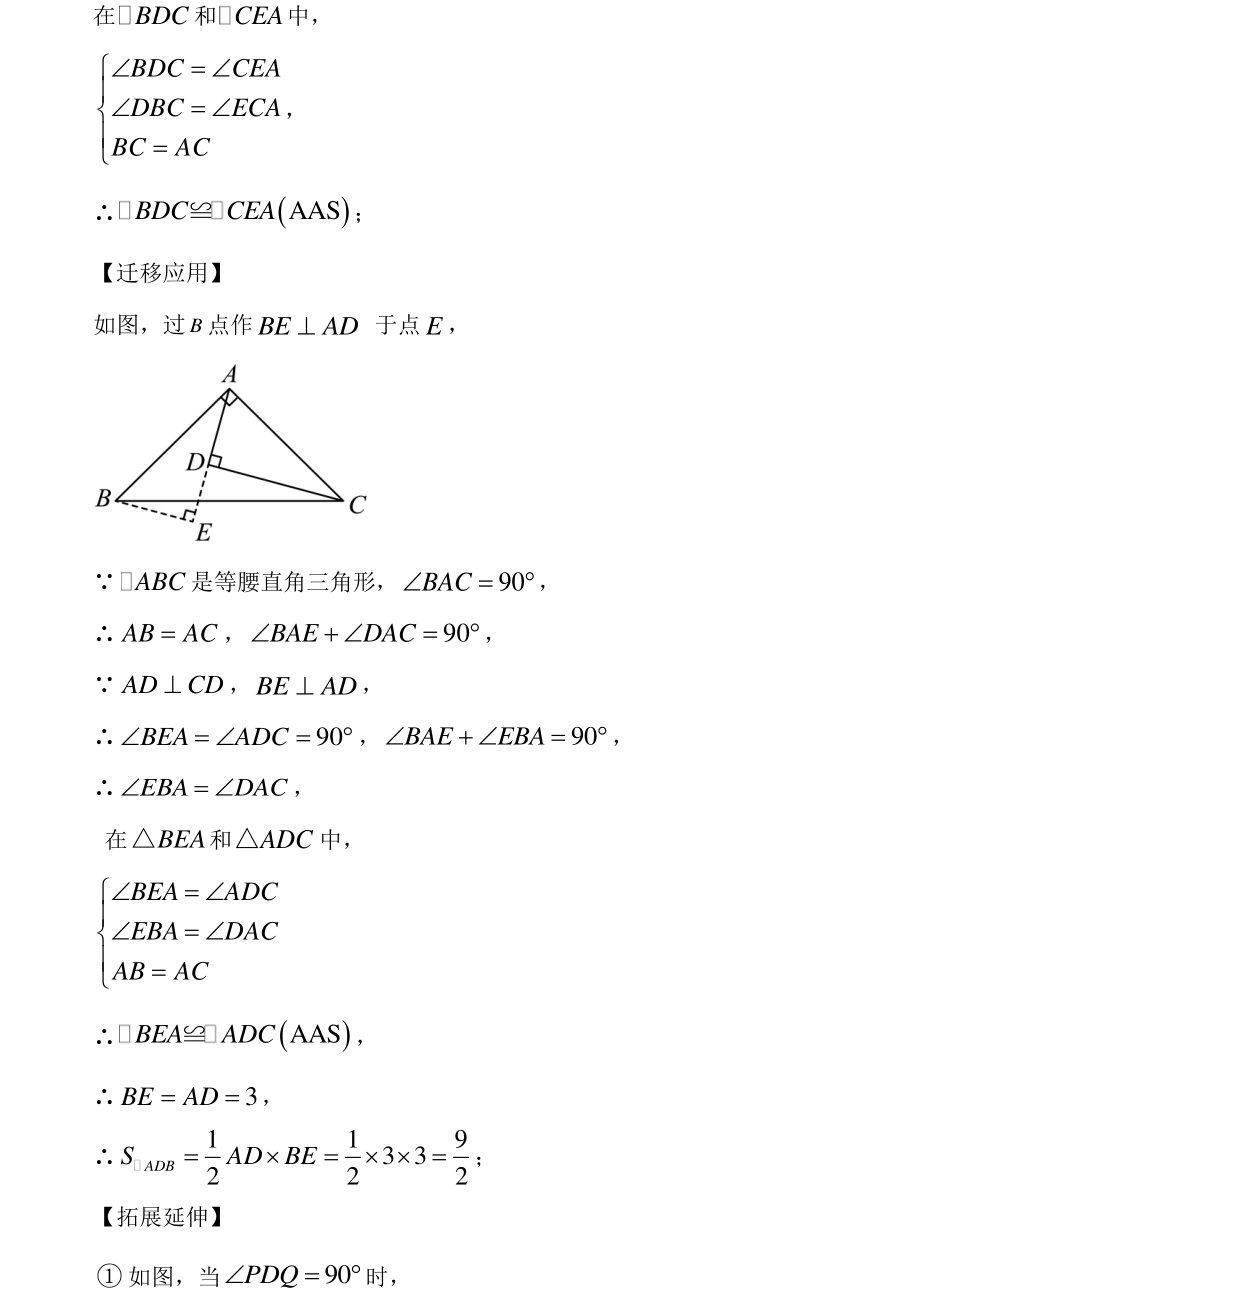 在□BDC和□CEA中，
{∠BDC = ∠CEA
∠DBC = ∠ECA，
BC = AC
∴□BDC≌□CEA(AAS)；
【迁移应用】
如图，过B点作BE⊥AD 于点E，
A
D
B
C
E
∵□ABC是等腰直角三角形，∠BAC=90°，
∴AB=AC，∠BAE+∠DAC=90°，
∵AD⊥CD，BE⊥AD，
∴∠BEA=∠ADC=90°，∠BAE+∠EBA=90°，
∴∠EBA=∠DAC，
在△BEA和△ADC中，
{∠BEA = ∠ADC
∠EBA = ∠DAC
AB = AC
∴□BEA≌□ADC(AAS)，
∴BE=AD=3，
∴S□ADB=1/2AD×BE=1/2×3×3=9/2；
【拓展延伸】
①如图，当∠PDQ=90°时，